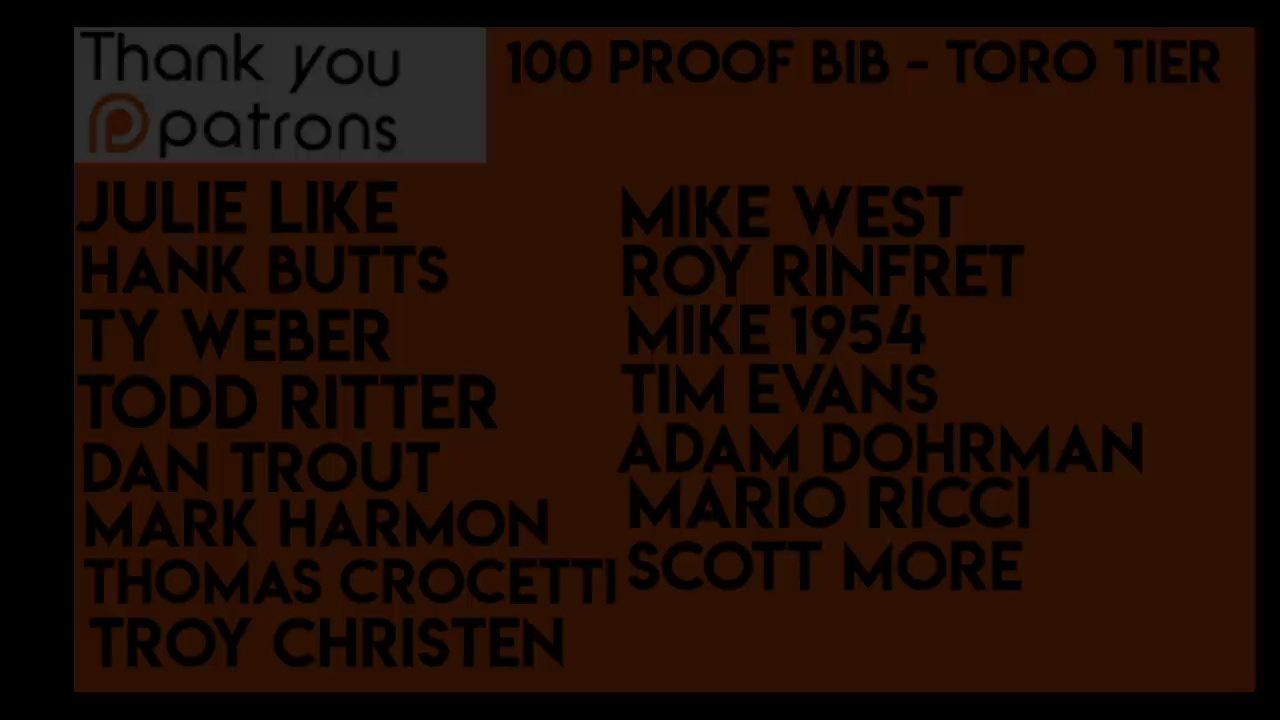 Thank you
patrons
100 PROOF BIB - TORO TIER
JULIE LIKE
HANK BUTTS
TY WEBER
TODD RITTER
DAN TROUT
MARK HARMON
THOMAS CROCETTI
TROY CHRISTEN
MIKE WEST
ROY RINFRET
MIKE 1954
TIM EVANS
ADAM DOHRMAN
MARIO RICCI
SCOTT MORE